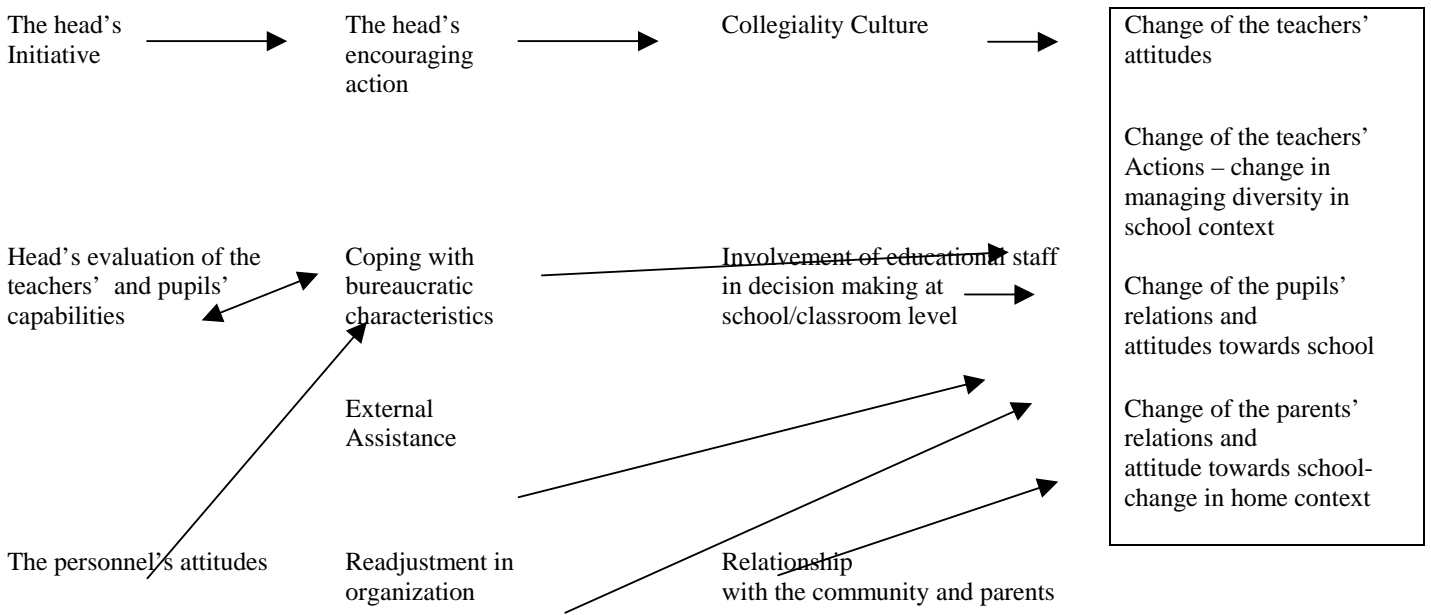 The head's
Initiative
The head's
encouraging
action
Collegiality Culture
Change of the teachers'
attitudes
Change of the teachers'
Actions – change in
managing diversity in
school context
Head's evaluation of the
teachers' and pupils'
capabilities
Coping with
bureaucratic
characteristics
Involvement of educational staff
in decision making at
school/classroom level
Change of the pupils'
relations and
attitudes towards school
External
Assistance
Change of the parents'
relations and
attitude towards school-
change in home context
The personnel's attitudes
Readjustment in
organization
Relationship
with the community and parents